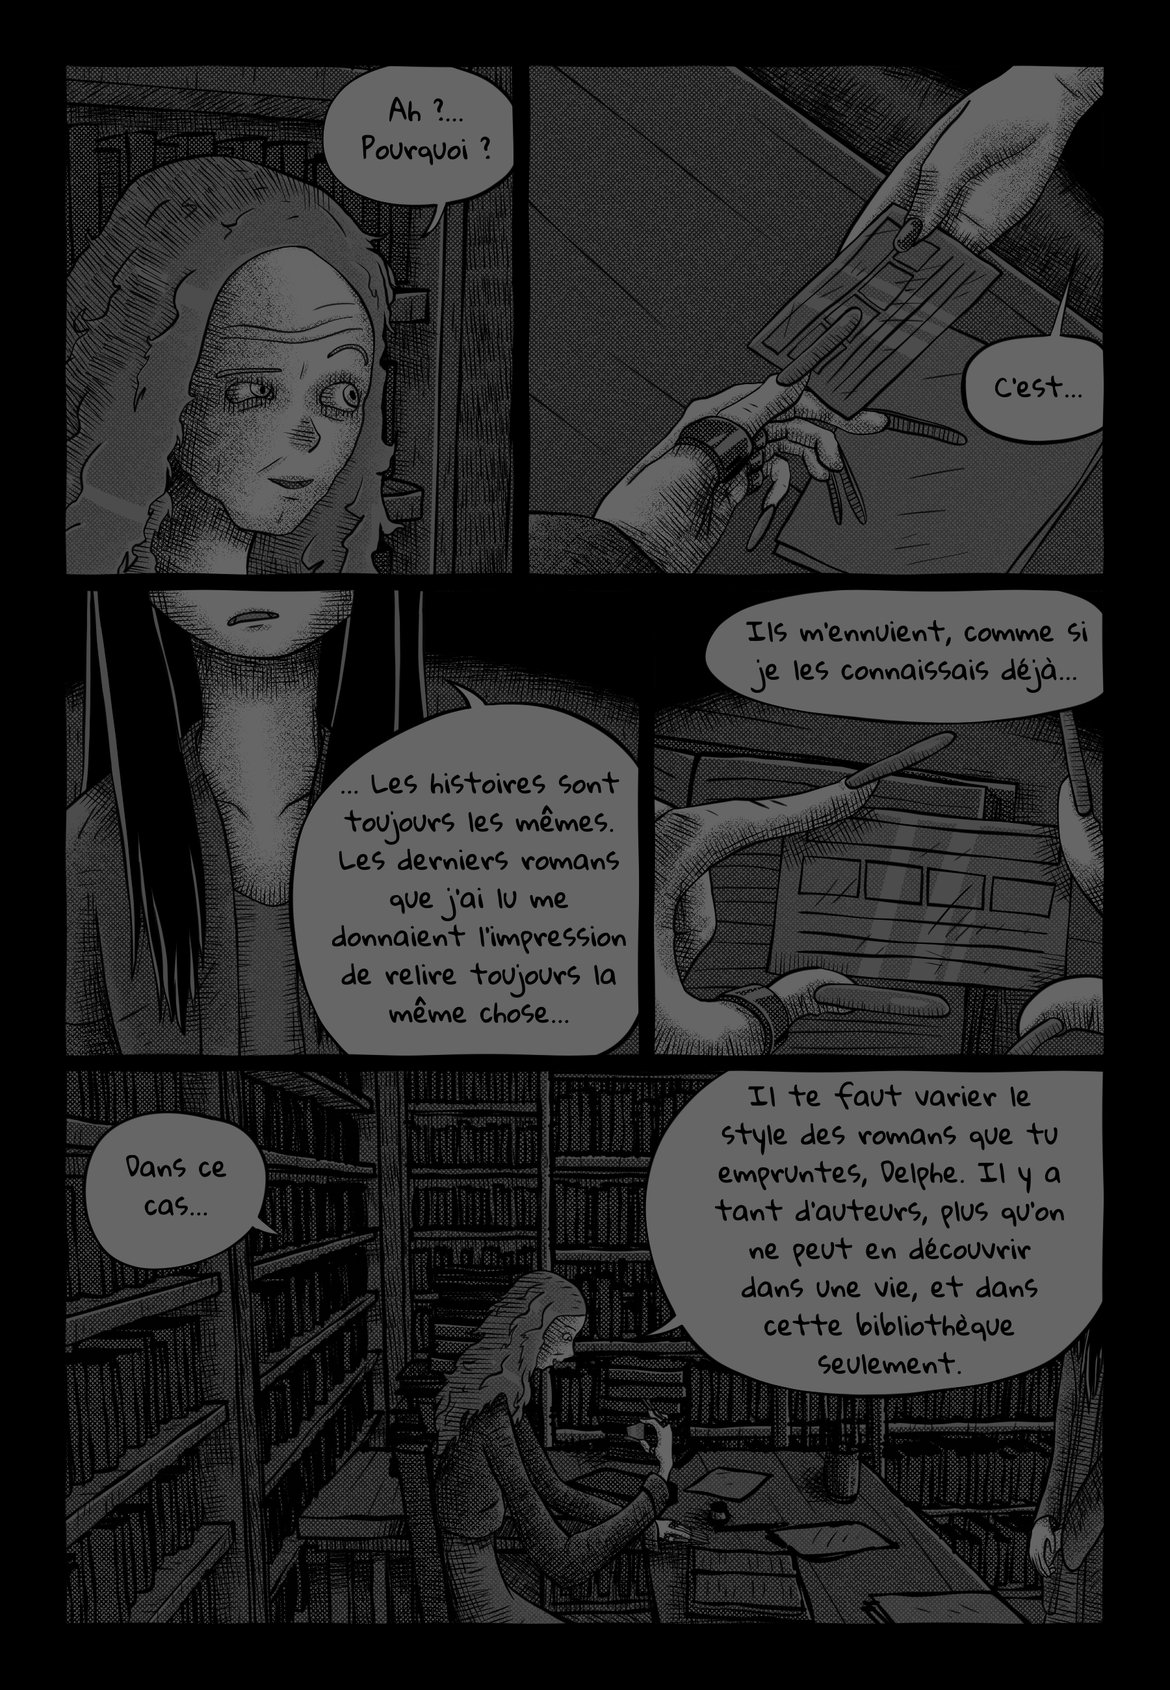 Ah ?...
Pourquoi ?
C'est...
... Les histoires sont
toujours les mêmes.
Les derniers romans
que j'ai lu me
donnaient l'impression
de relire toujours la
même chose...
Ils m'ennuient, comme si
je les connaissais déjà...
Dans ce
cas...
Il te faut varier le
style des romans que tu
empruntes, Delphe. Il y a
tant d'auteurs, plus qu'on
ne peut en découvrir
dans une vie, et dans
cette bibliothèque
seulement.